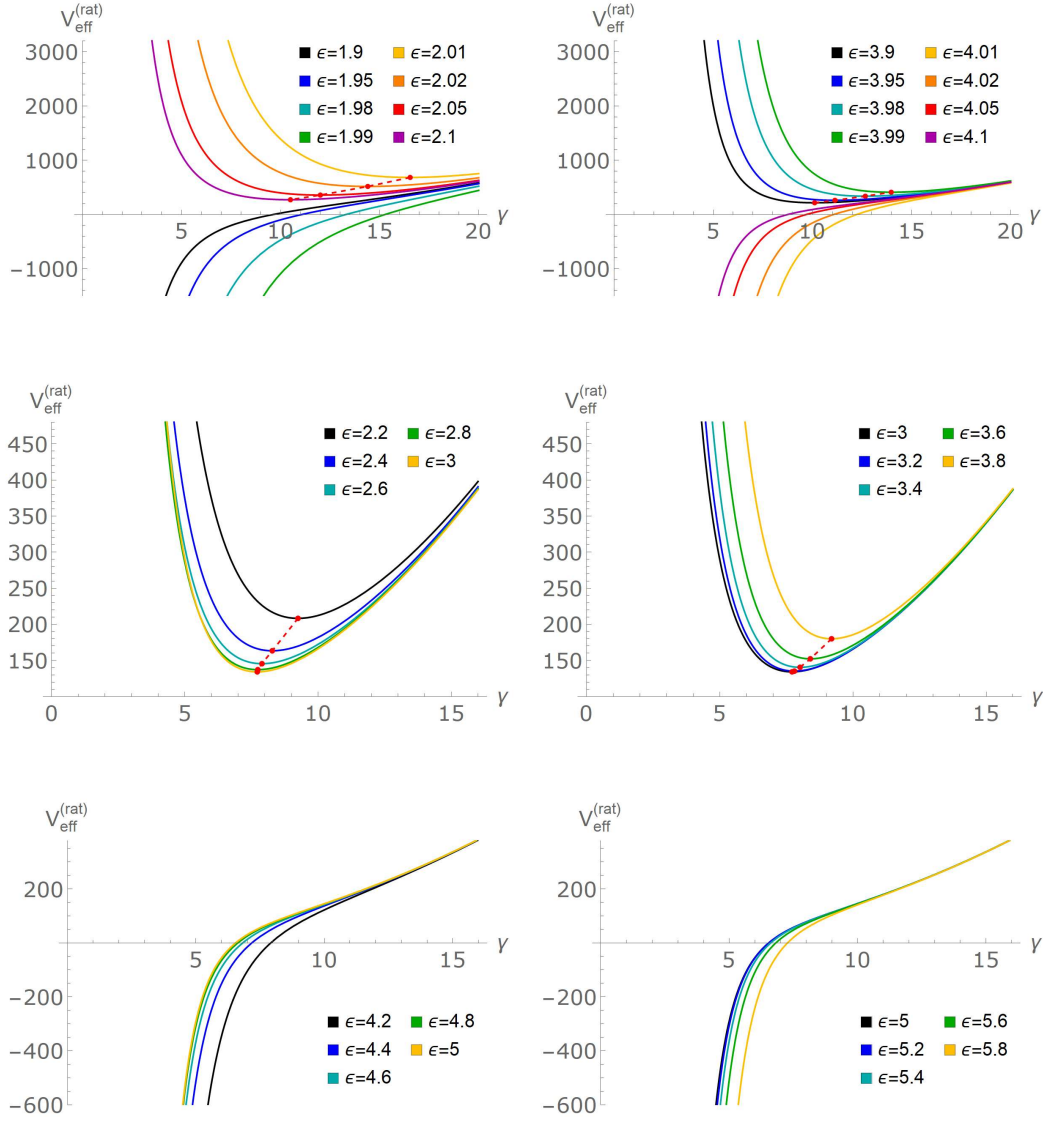 V_eff^(rat)
3000
2000
1000
−1000
5
10
15
20
γ
ϵ=1.9
ϵ=2.01
ϵ=1.95
ϵ=2.02
ϵ=1.98
ϵ=2.05
ϵ=1.99
ϵ=2.1
V_eff^(rat)
3000
2000
1000
−1000
5
10
15
20
γ
ϵ=3.9
ϵ=4.01
ϵ=3.95
ϵ=4.02
ϵ=3.98
ϵ=4.05
ϵ=3.99
ϵ=4.1
V_eff^(rat)
450
400
350
300
250
200
150
0
5
10
15
γ
ϵ=2.2
ϵ=2.8
ϵ=2.4
ϵ=3
ϵ=2.6
V_eff^(rat)
450
400
350
300
250
200
150
0
5
10
15
γ
ϵ=3
ϵ=3.6
ϵ=3.2
ϵ=3.8
ϵ=3.4
V_eff^(rat)
200
0
−200
−400
−600
5
10
15
γ
ϵ=4.2
ϵ=4.8
ϵ=4.4
ϵ=5
ϵ=4.6
V_eff^(rat)
200
0
−200
−400
−600
5
10
15
γ
ϵ=5
ϵ=5.6
ϵ=5.2
ϵ=5.8
ϵ=5.4